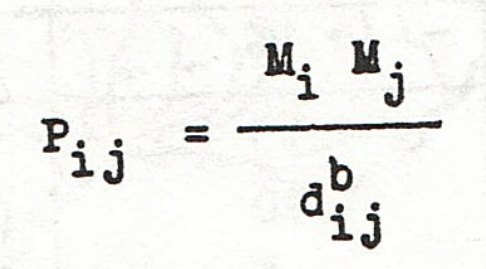 M_i M_j
P_ij = ———
d_ij^b